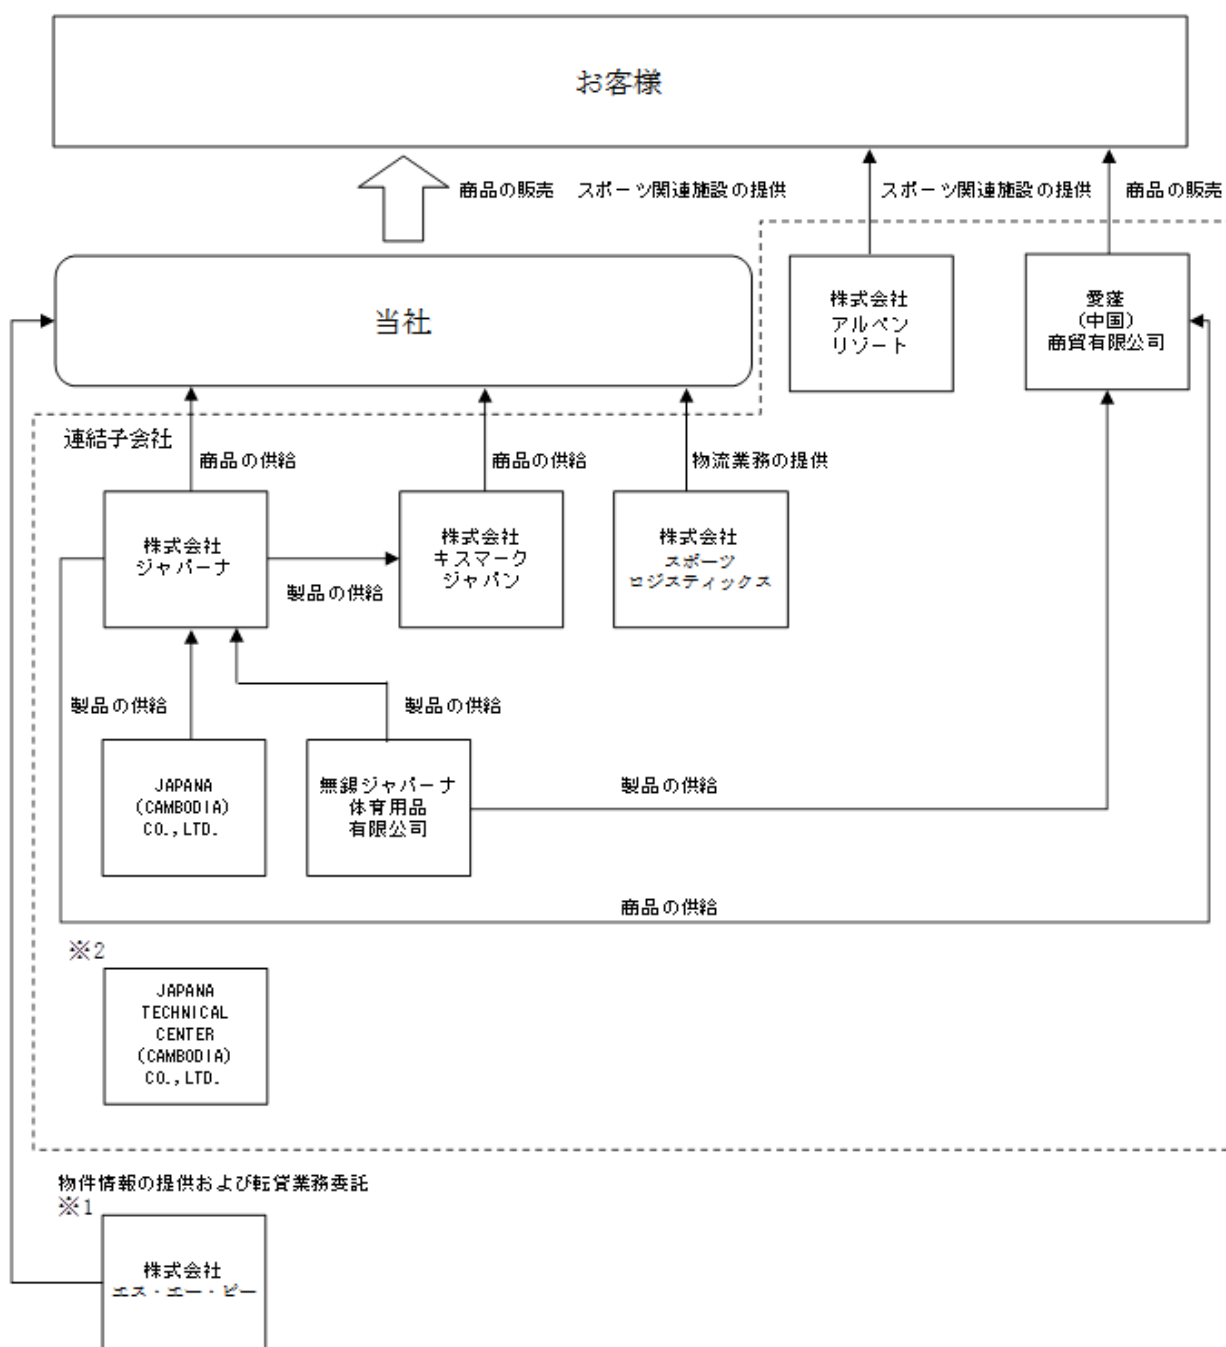 お客様
商品の販売　スポーツ関連施設の提供
スポーツ関連施設の提供
商品の販売
当社
株式会社
アルペン
リゾート
愛蓬
(中国)
商貿有限公司
連結子会社
商品の供給
商品の供給
物流業務の提供
株式会社
ジャパーナ
製品の供給
株式会社
キスマーク
ジャパン
株式会社
スポーツ
ロジスティックス
製品の供給
製品の供給
JAPANA
(CAMBODIA)
CO.,LTD.
無錫ジャパーナ
体育用品
有限公司
製品の供給
商品の供給
※2
JAPANA
TECHNICAL
CENTER
(CAMBODIA)
CO.,LTD.
物件情報の提供および転貸業務委託
※1
株式会社
エス・エー・ピー